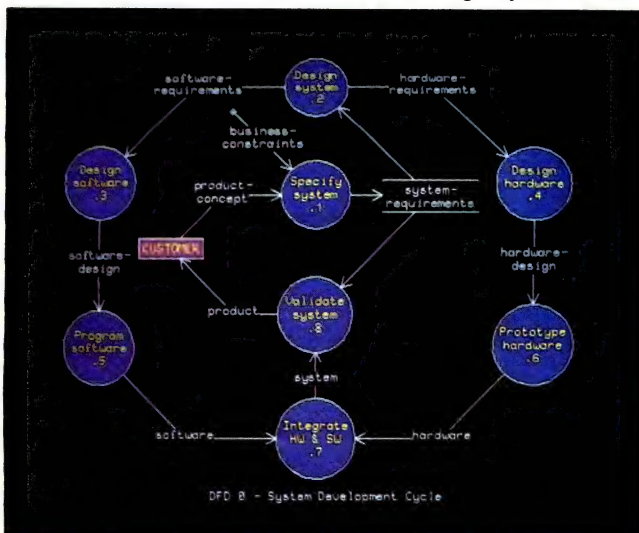 software-
requirements
Design
system
.2
hardware-
requirements
business-
constraints
Design
software
.3
product-
concept
Specify
system
.1
system-
requirements
Design
hardware
.4
CUSTOMER
software-
design
hardware-
design
product
Validate
system
.8
Program
software
.5
Prototype
hardware
.6
system
software
Integrate
HW & SW
.7
hardware
DFD 0 - System Development Cycle